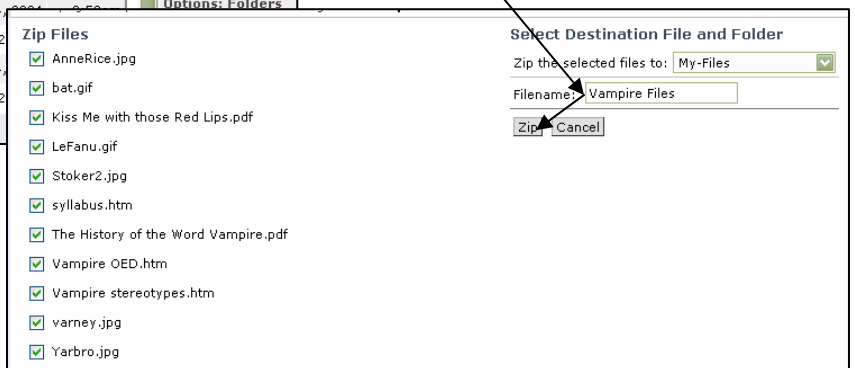 Options: Folders
Zip Files
AnneRice.jpg
bat.gif
Kiss Me with those Red Lips.pdf
LeFanu.gif
Stoker2.jpg
syllabus.htm
The History of the Word Vampire.pdf
Vampire OED.htm
Vampire stereotypes.htm
varney.jpg
Yarbro.jpg
Select Destination File and Folder
Zip the selected files to: My-Files
Filename: Vampire Files
Zip Cancel